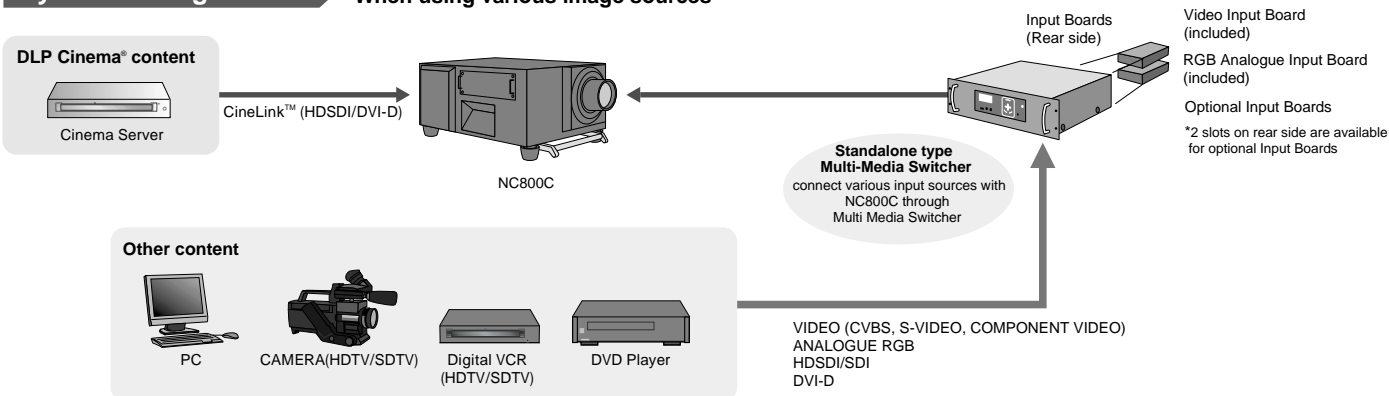 When using various image sources
DLP Cinema® content
Cinema Server
CineLink™ (HDSDI/DVI-D)
NC800C
Input Boards
(Rear side)
Video Input Board
(included)
RGB Analogue Input Board
(included)
Optional Input Boards
*2 slots on rear side are available
for optional Input Boards
Standalone type
Multi-Media Switcher
connect various input sources with
NC800C through
Multi Media Switcher
Other content
PC
CAMERA(HDTV/SDTV)
Digital VCR
(HDTV/SDTV)
DVD Player
VIDEO (CVBS, S-VIDEO, COMPONENT VIDEO)
ANALOGUE RGB
HDSDI/SDI
DVI-D